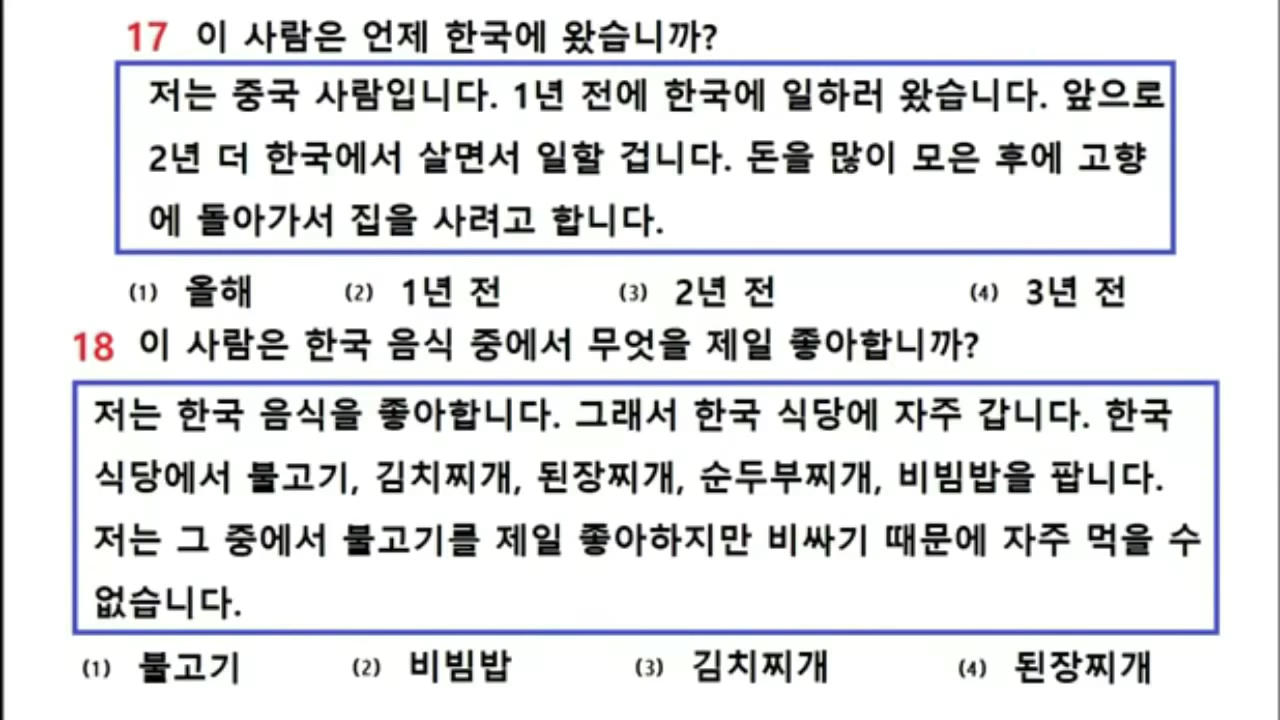 17 이 사람은 언제 한국에 왔습니까?
저는 중국 사람입니다. 1년 전에 한국에 일하러 왔습니다. 앞으로
2년 더 한국에서 살면서 일할 겁니다. 돈을 많이 모은 후에 고향
에 돌아가서 집을 사려고 합니다.
(1) 올해 (2) 1년 전 (3) 2년 전 (4) 3년 전
18 이 사람은 한국 음식 중에서 무엇을 제일 좋아합니까?
저는 한국 음식을 좋아합니다. 그래서 한국 식당에 자주 갑니다. 한국
식당에서 불고기, 김치찌개, 된장찌개, 순두부찌개, 비빔밥을 팝니다.
저는 그 중에서 불고기를 제일 좋아하지만 비싸기 때문에 자주 먹을 수
없습니다.
(1) 불고기 (2) 비빔밥 (3) 김치찌개 (4) 된장찌개